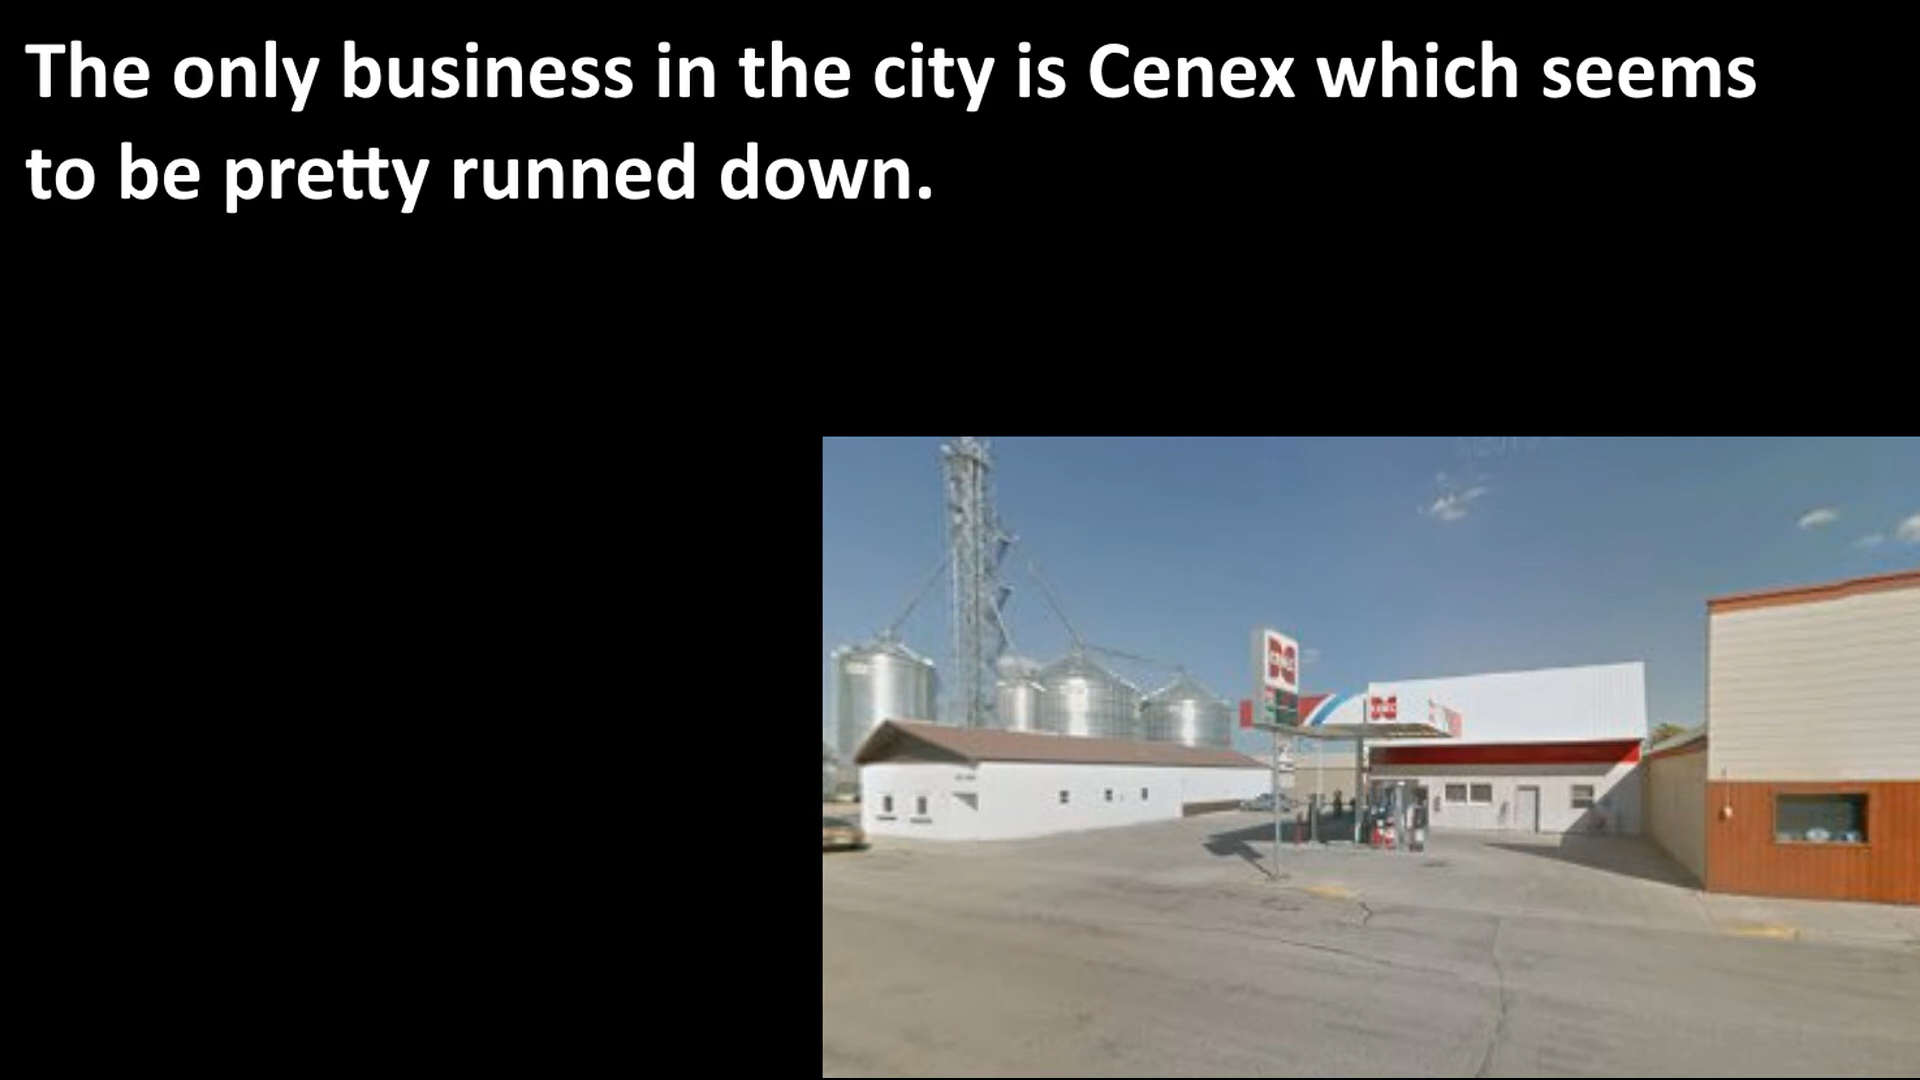 The only business in the city is Cenex which seems
to be pretty runned down.